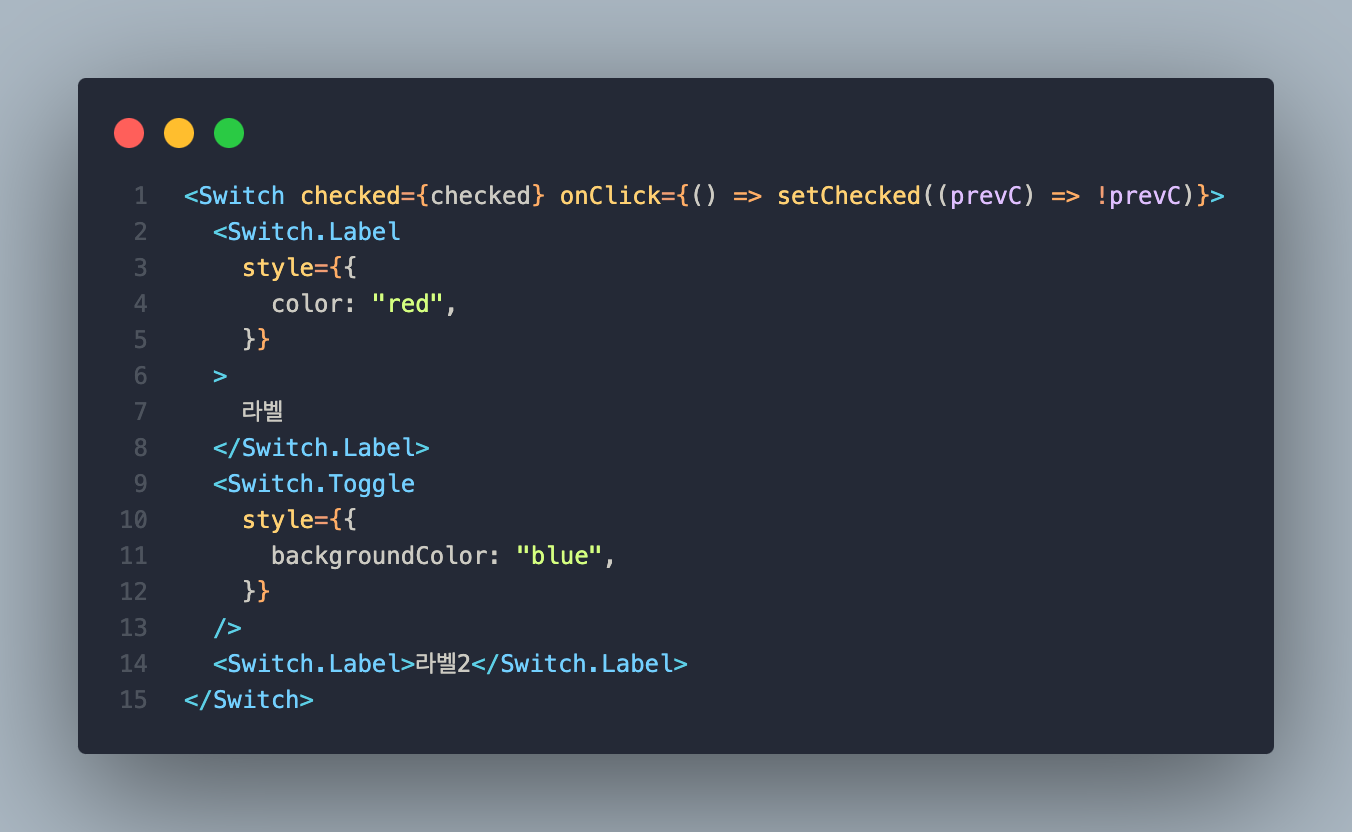 1 <Switch checked={checked} onClick={() => setChecked((prevC) => !prevC)}>
2   <Switch.Label
3     style={{
4       color: "red",
5     }}
6   >
7     라벨
8   </Switch.Label>
9   <Switch.Toggle
10     style={{
11       backgroundColor: "blue",
12     }}
13   />
14   <Switch.Label>라벨2</Switch.Label>
15 </Switch>